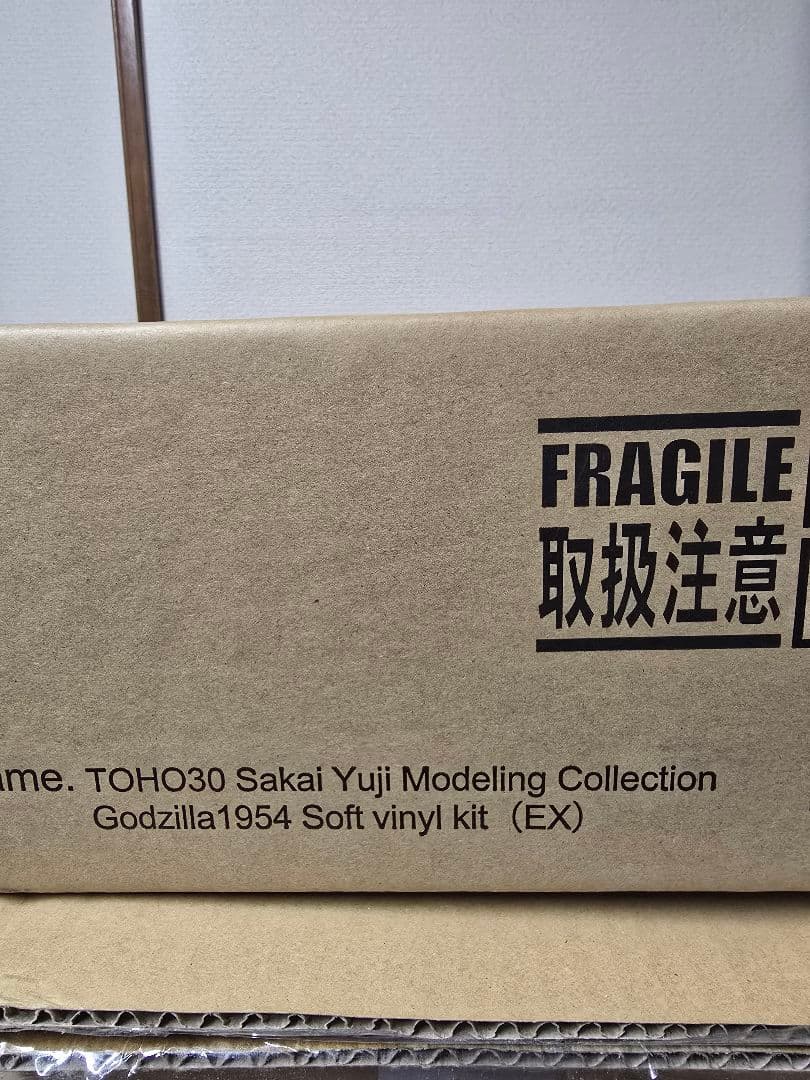 FRAGILE
取扱注意
ame. TOHO30 Sakai Yuji Modeling Collection
Godzilla1954 Soft vinyl kit（EX）